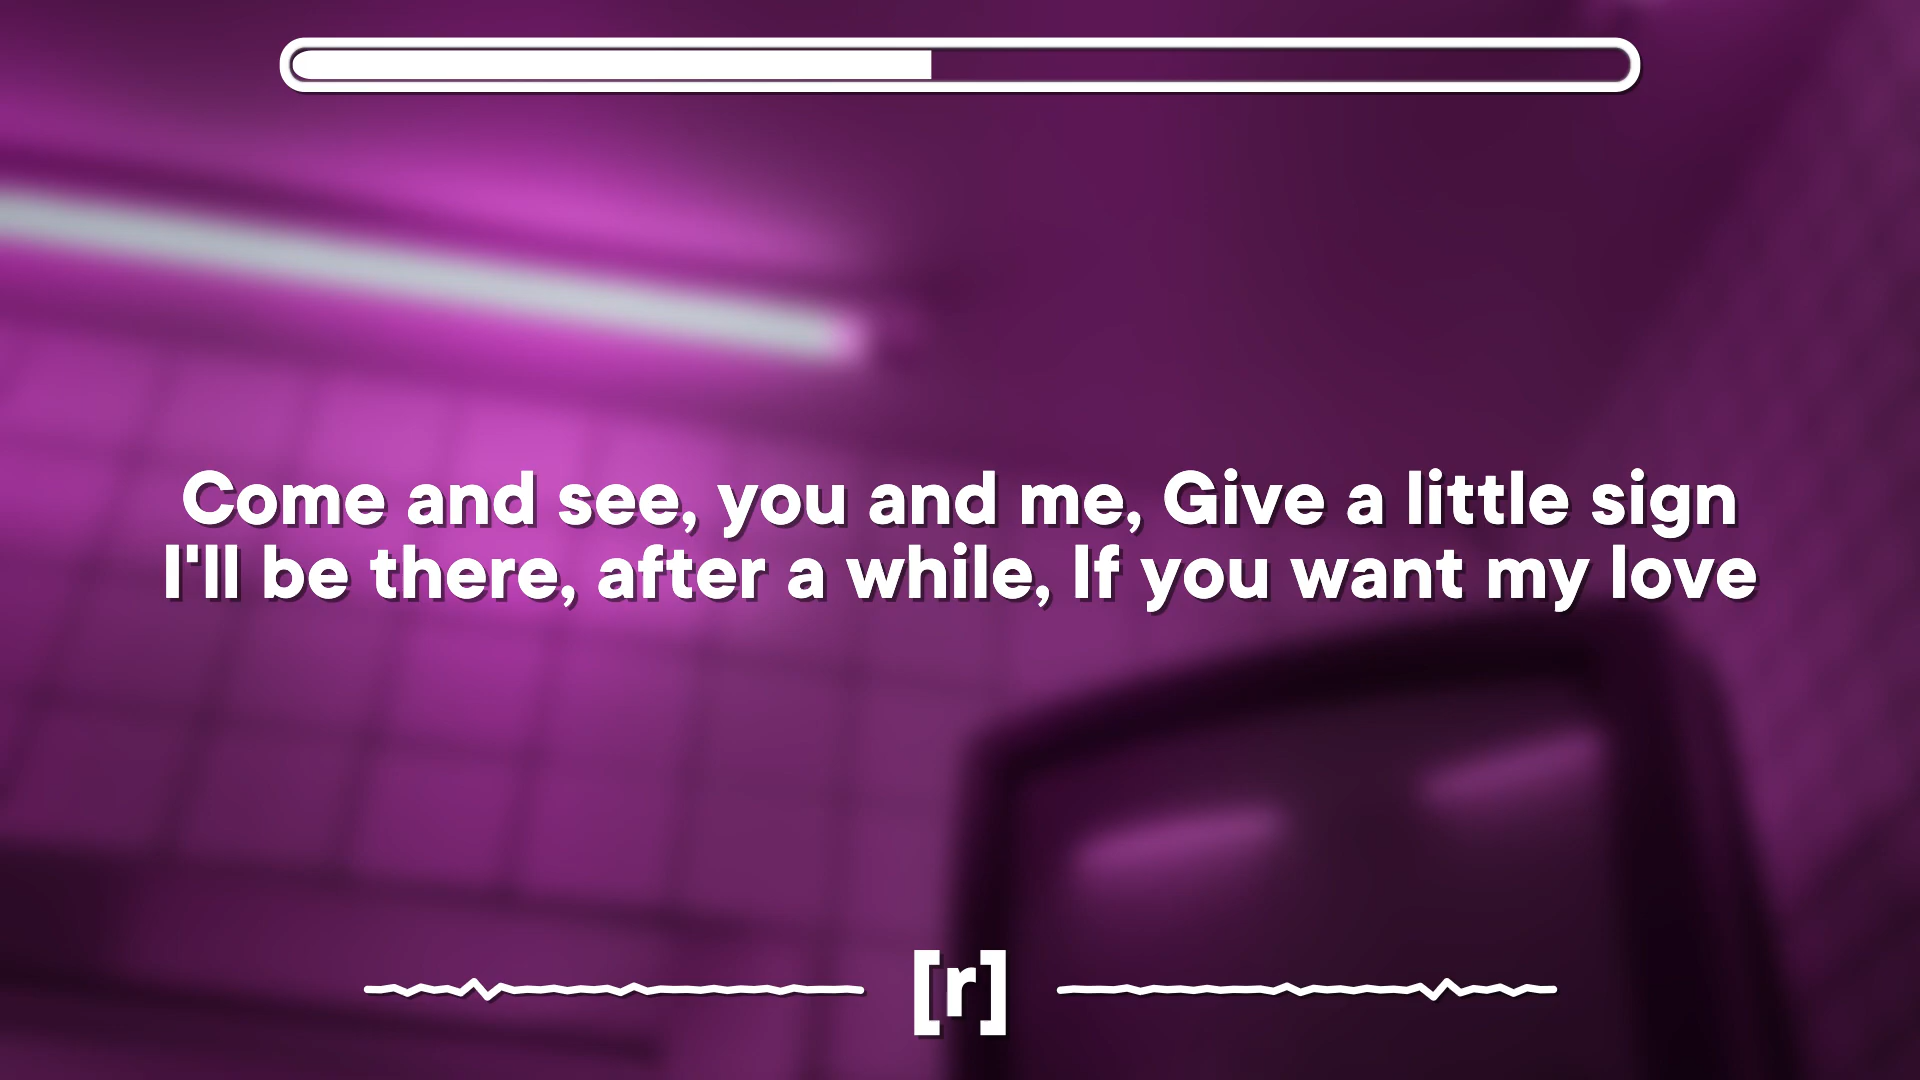 Come and see, you and me, Give a little sign
I'll be there, after a while, If you want my love
[r]